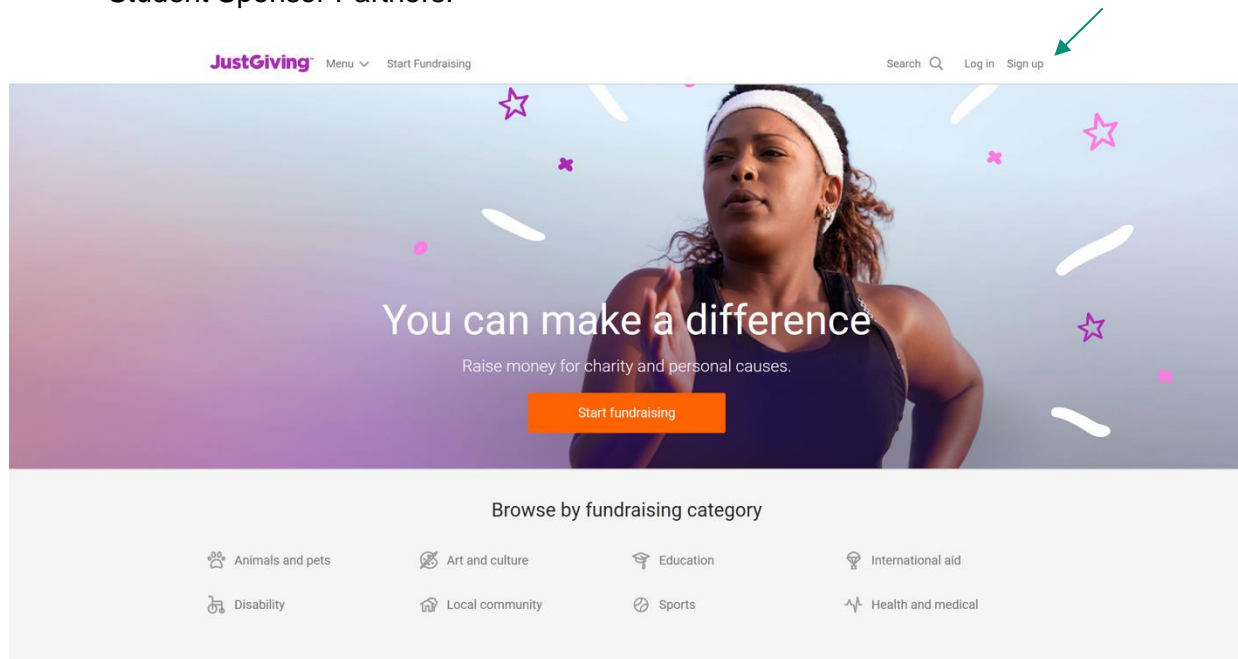 Student Sponsor Partners.
JustGiving™ Menu Start Fundraising Search Log in Sign up
You can make a difference
Raise money for charity and personal causes.
Start fundraising
Browse by fundraising category
Animals and pets Art and culture Education International aid
Disability Local community Sports Health and medical